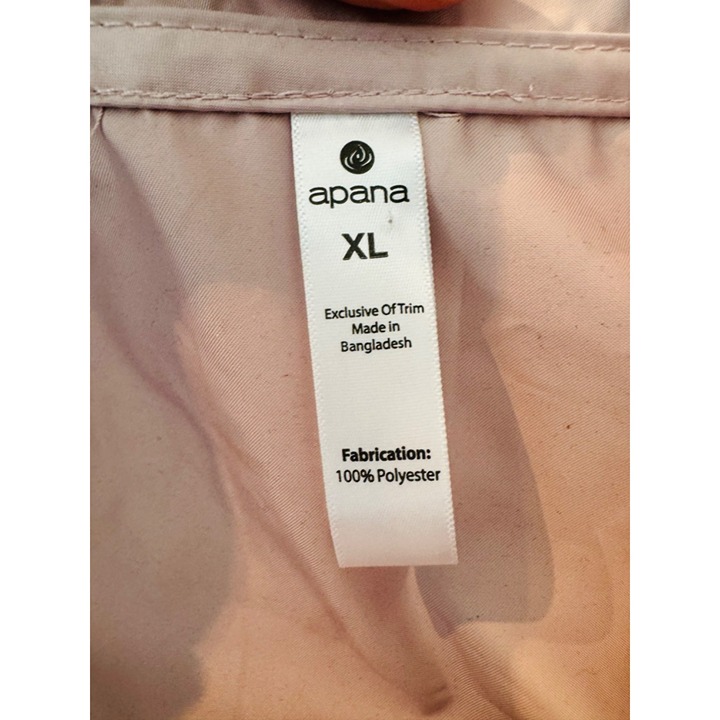 apana
XL
Exclusive Of Trim
Made in
Bangladesh
Fabrication:
100% Polyester